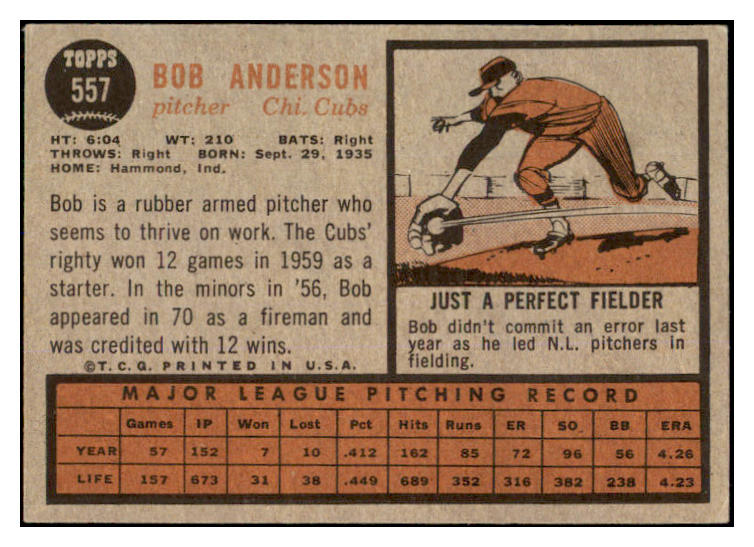 TOPPS
557
BOB ANDERSON
pitcher Chi. Cubs
HT: 6:04 WT: 210 BATS: Right
THROWS: Right BORN: Sept. 29, 1935
HOME: Hammond, Ind.
Bob is a rubber armed pitcher who
seems to thrive on work. The Cubs'
righty won 12 games in 1959 as a
starter. In the minors in '56, Bob
appeared in 70 as a fireman and
was credited with 12 wins.
©T.C.G. PRINTED IN U.S.A.
JUST A PERFECT FIELDER
Bob didn't commit an error last
year as he led N.L. pitchers in
fielding.
MAJOR LEAGUE PITCHING RECORD
Games IP Won Lost Pct Hits Runs ER SO BB ERA
YEAR 57 152 7 10 .412 162 85 72 96 56 4.26
LIFE 157 673 31 38 .449 689 352 316 382 238 4.23